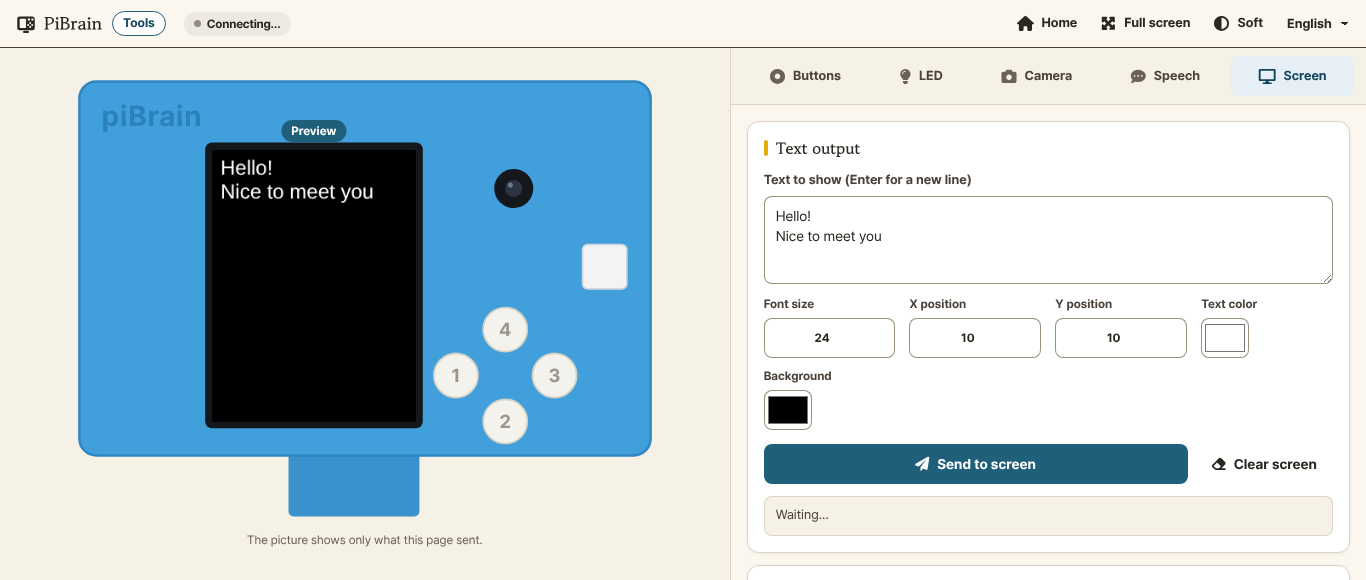 PiBrain
Tools
Connecting...
Home
Full screen
Soft
English
piBrain
Preview
Hello!
Nice to meet you
4
1
3
2
The picture shows only what this page sent.
Buttons
LED
Camera
Speech
Screen
Text output
Text to show (Enter for a new line)
Hello!
Nice to meet you
Font size
X position
Y position
Text color
24
10
10
Background
Send to screen
Clear screen
Waiting...